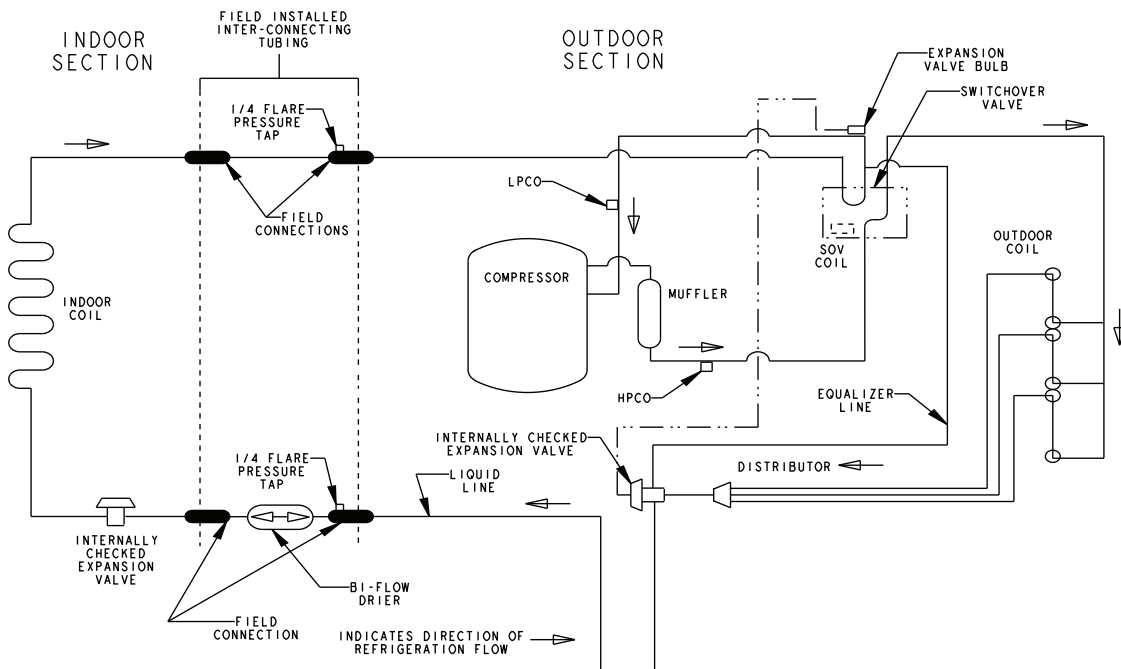 INDOOR
SECTION
FIELD INSTALLED
INTER-CONNECTING
TUBING
OUTDOOR
SECTION
EXPANSION
VALVE BULB
SWITCHOVER
VALVE
1/4 FLARE
PRESSURE
TAP
LPCO
FIELD
CONNECTIONS
SOV
COIL
OUTDOOR
COIL
COMPRESSOR
MUFFLER
INDOOR
COIL
HPCO
EQUALIZER
LINE
INTERNALLY CHECKED
EXPANSION VALVE
1/4 FLARE
PRESSURE
TAP
LIQUID
LINE
DISTRIBUTOR
INTERNALLY
CHECKED
EXPANSION
VALVE
BI-FLOW
DRIER
FIELD
CONNECTION
INDICATES DIRECTION OF
REFRIGERATION FLOW